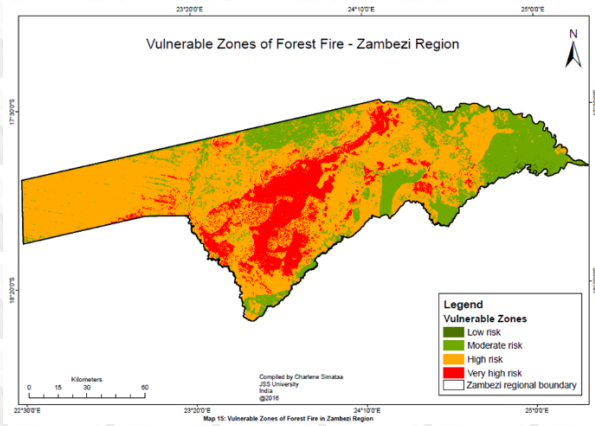 23°20'0"E
24°10'0"E
25°0'0"E
Vulnerable Zones of Forest Fire - Zambezi Region
N
17°30'0"S
18°20'0"S
Legend
Vulnerable Zones
Low risk
Moderate risk
High risk
Very high risk
Zambezi regional boundary
Kilometers
0 15 30 60
Compiled by Charlene Simataa
JSS University
India
@2016
22°30'0"E
23°20'0"E
24°10'0"E
25°0'0"E
Map 15: Vulnerable Zones of Forest Fire in Zambezi Region